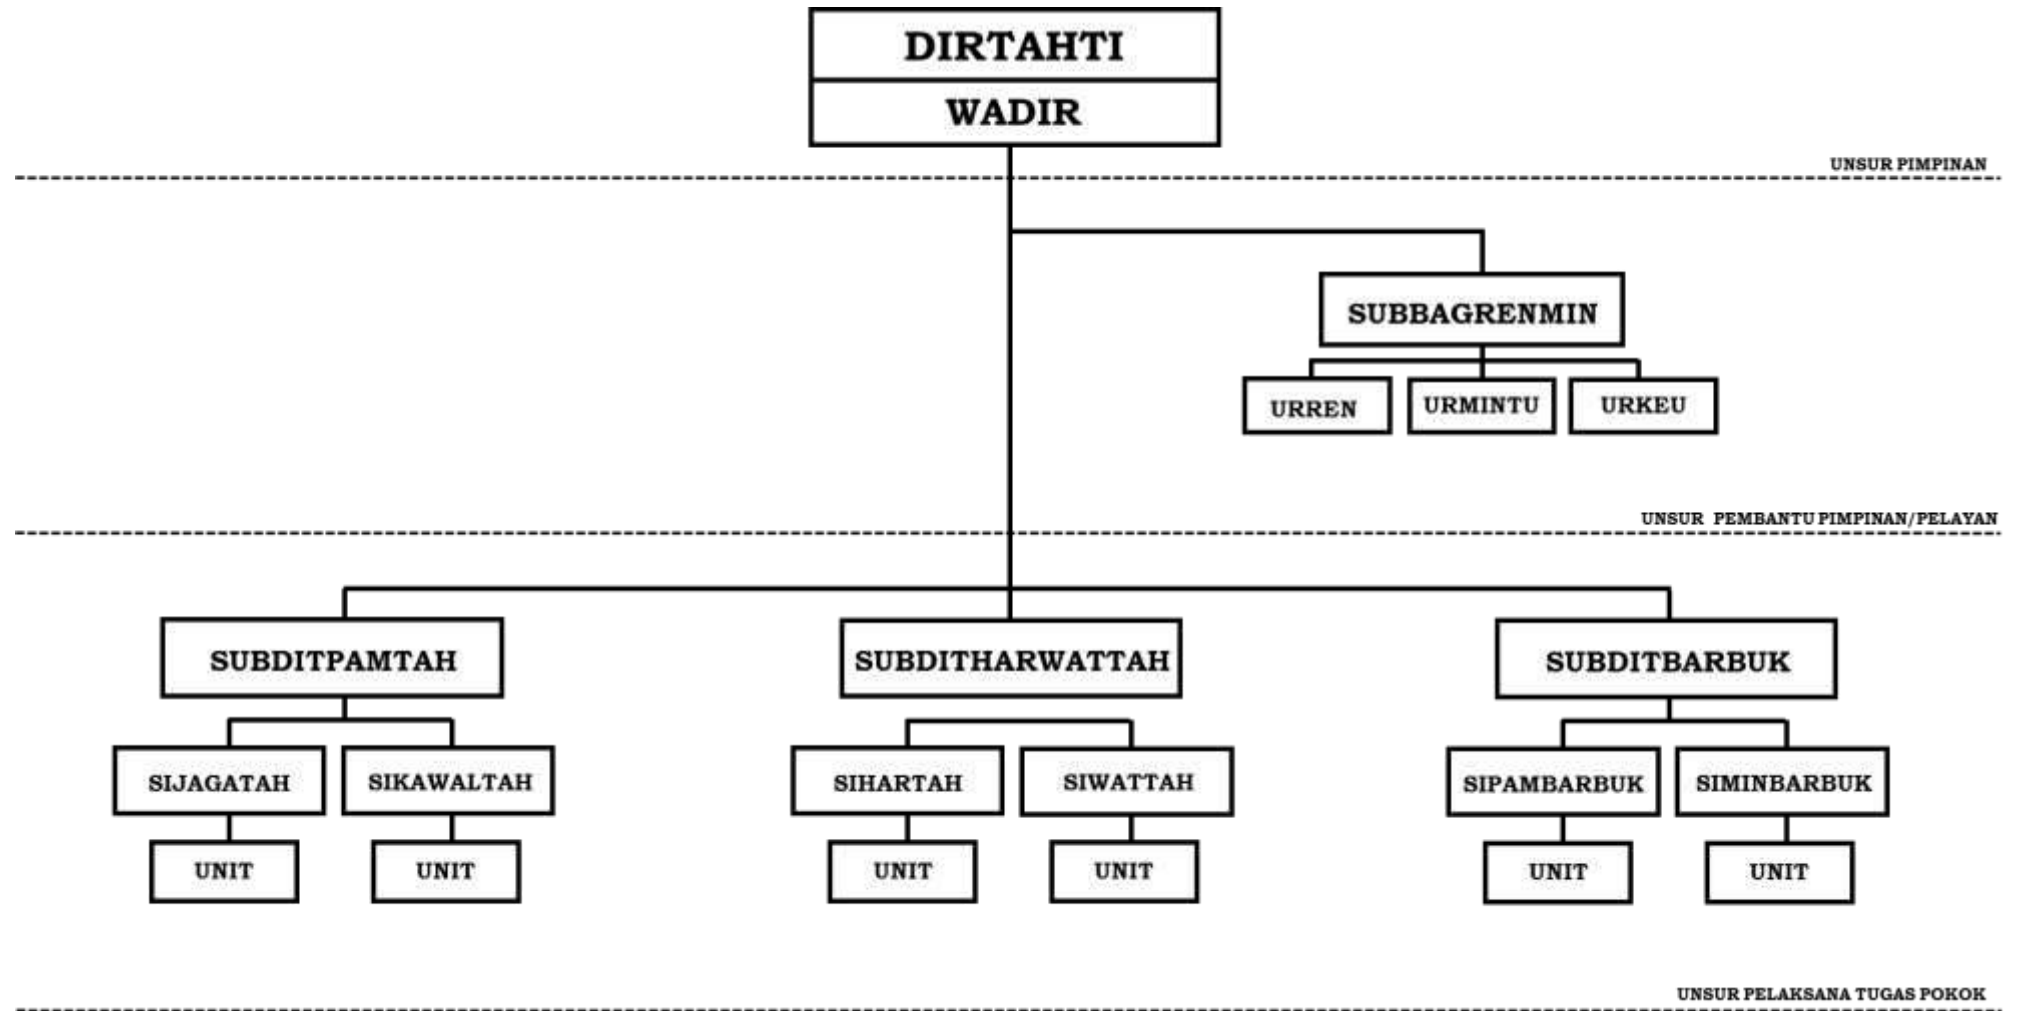 DIRTAHTI
WADIR
UNSUR PIMPINAN
SUBBAGRENMIN
URREN
URMINTU
URKEU
UNSUR PEMBANTU PIMPINAN/PELAYAN
SUBDITPAMTAH
SUBDITHARWATTAH
SUBDITBARBUK
SIJAGATAH
SIKAWALTAH
SIHARTAH
SIWATTAH
SIPAMBARBUK
SIMINBARBUK
UNIT
UNIT
UNIT
UNIT
UNIT
UNIT
UNSUR PELAKSANA TUGAS POKOK